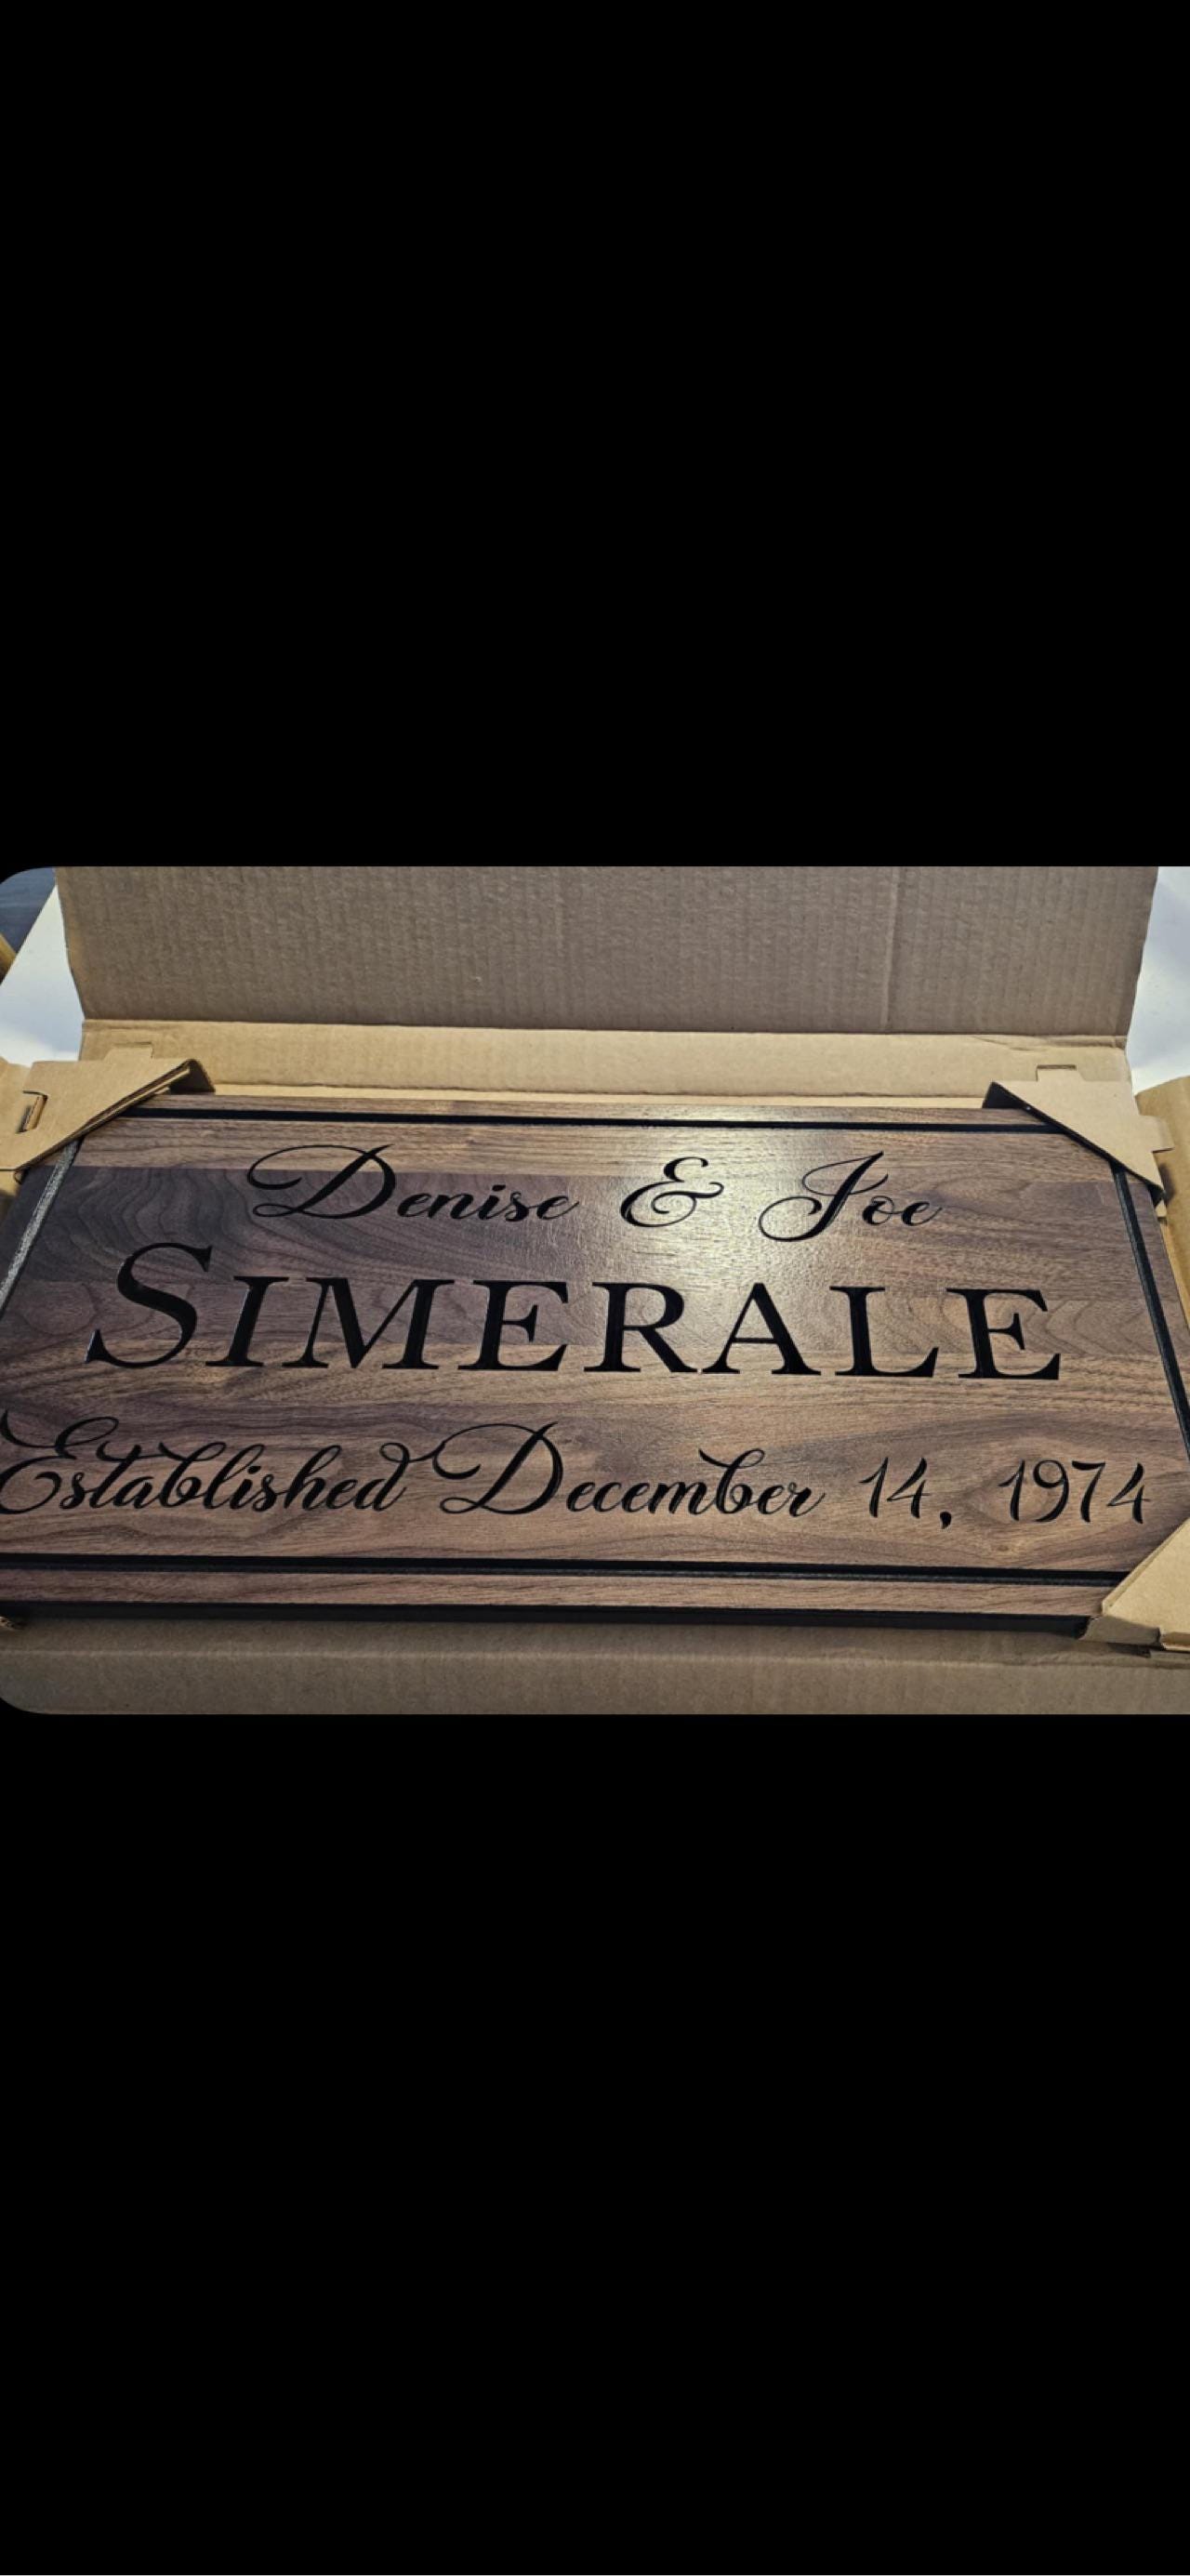 Denise & Joe
SIMERALE
Established December 14, 1974